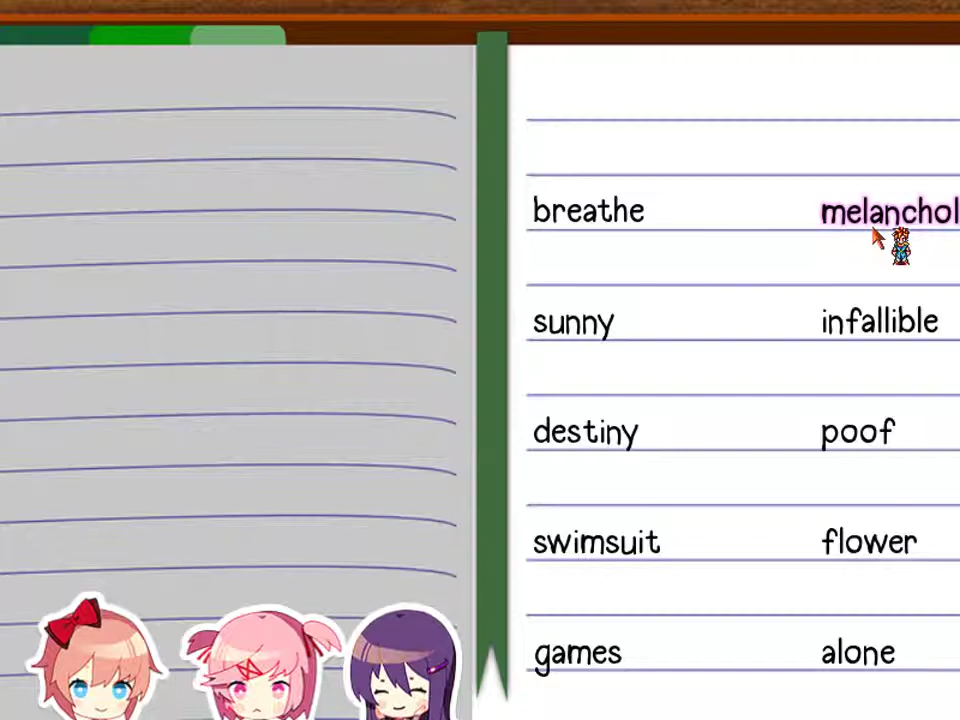 breathe melanchol
sunny infallible
destiny poof
swimsuit flower
games alone